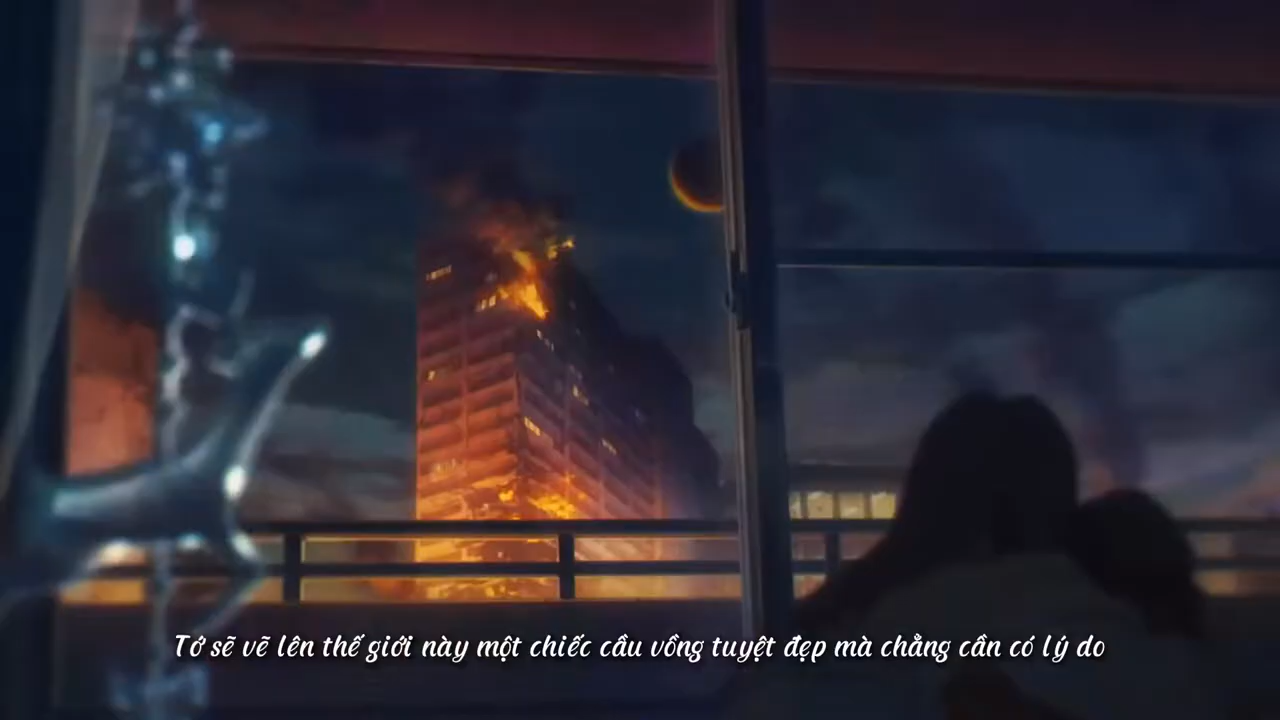 Tớ sẽ vẽ lên thế giới này một chiếc cầu vồng tuyệt đẹp mà chẳng cần có lý do